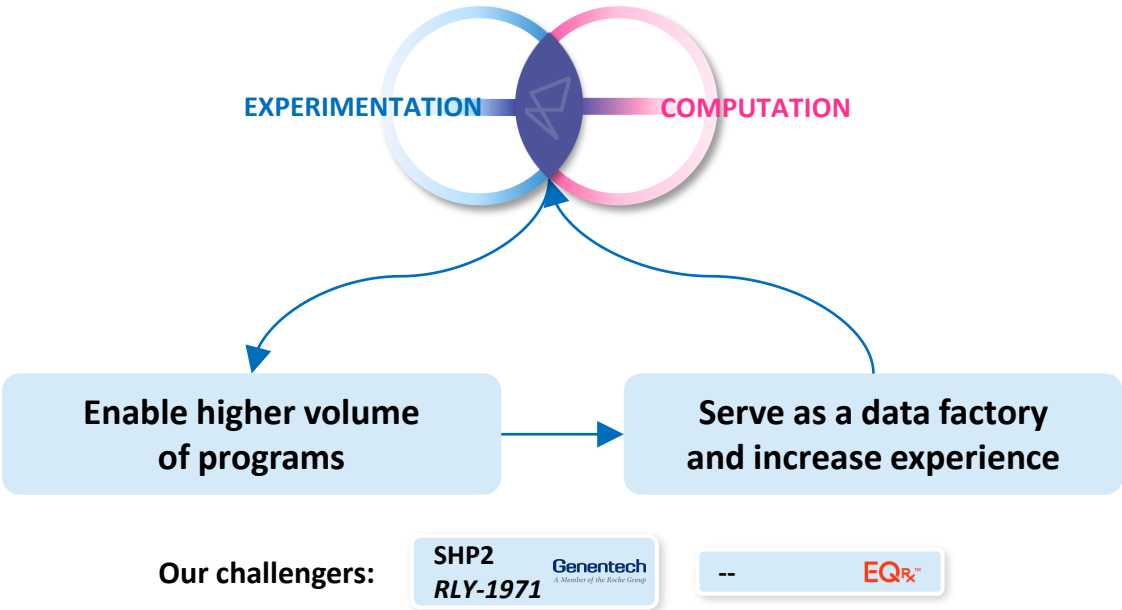 EXPERIMENTATION
COMPUTATION
Enable higher volume
of programs
Serve as a data factory
and increase experience
Our challengers:
SHP2
RLY-1971
Genentech
A Member of the Roche Group
--
EQRx™